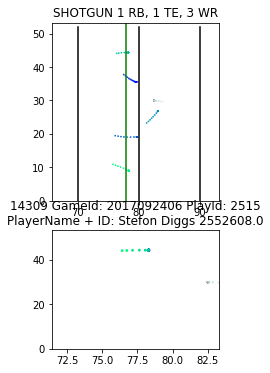 SHOTGUN 1 RB, 1 TE, 3 WR
50
40
30
20
10
0
70 80 90
14309 GameId: 2017092406 PlayId: 2515
PlayerName + ID: Stefon Diggs 2552608.0
40
20
0
72.5 75.0 77.5 80.0 82.5